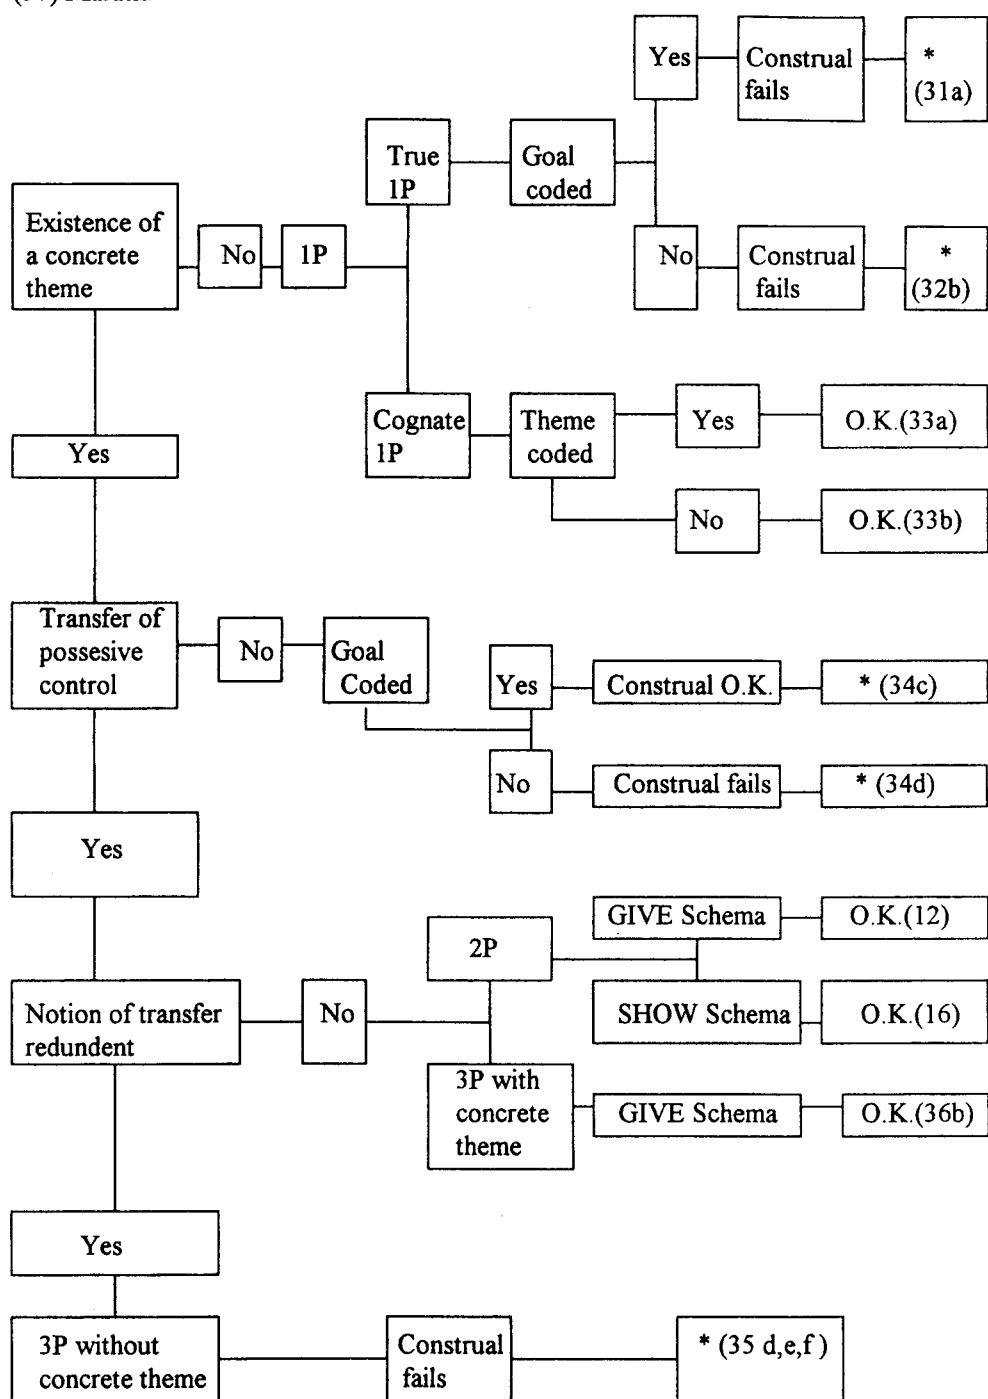 Yes
Construal
fails
*
(31a)
True
1P
Goal
coded
Existence of
a concrete
theme
No
1P
No
Construal
fails
*
(32b)
Cognate
1P
Theme
coded
Yes
O.K.(33a)
Yes
No
O.K.(33b)
Transfer of
possesive
control
No
Goal
Coded
Yes
Construal O.K.
* (34c)
No
Construal fails
* (34d)
Yes
2P
GIVE Schema
O.K.(12)
Notion of transfer
redundent
No
SHOW Schema
O.K.(16)
3P with
concrete
theme
GIVE Schema
O.K.(36b)
Yes
3P without
concrete theme
Construal
fails
* (35 d,e,f )